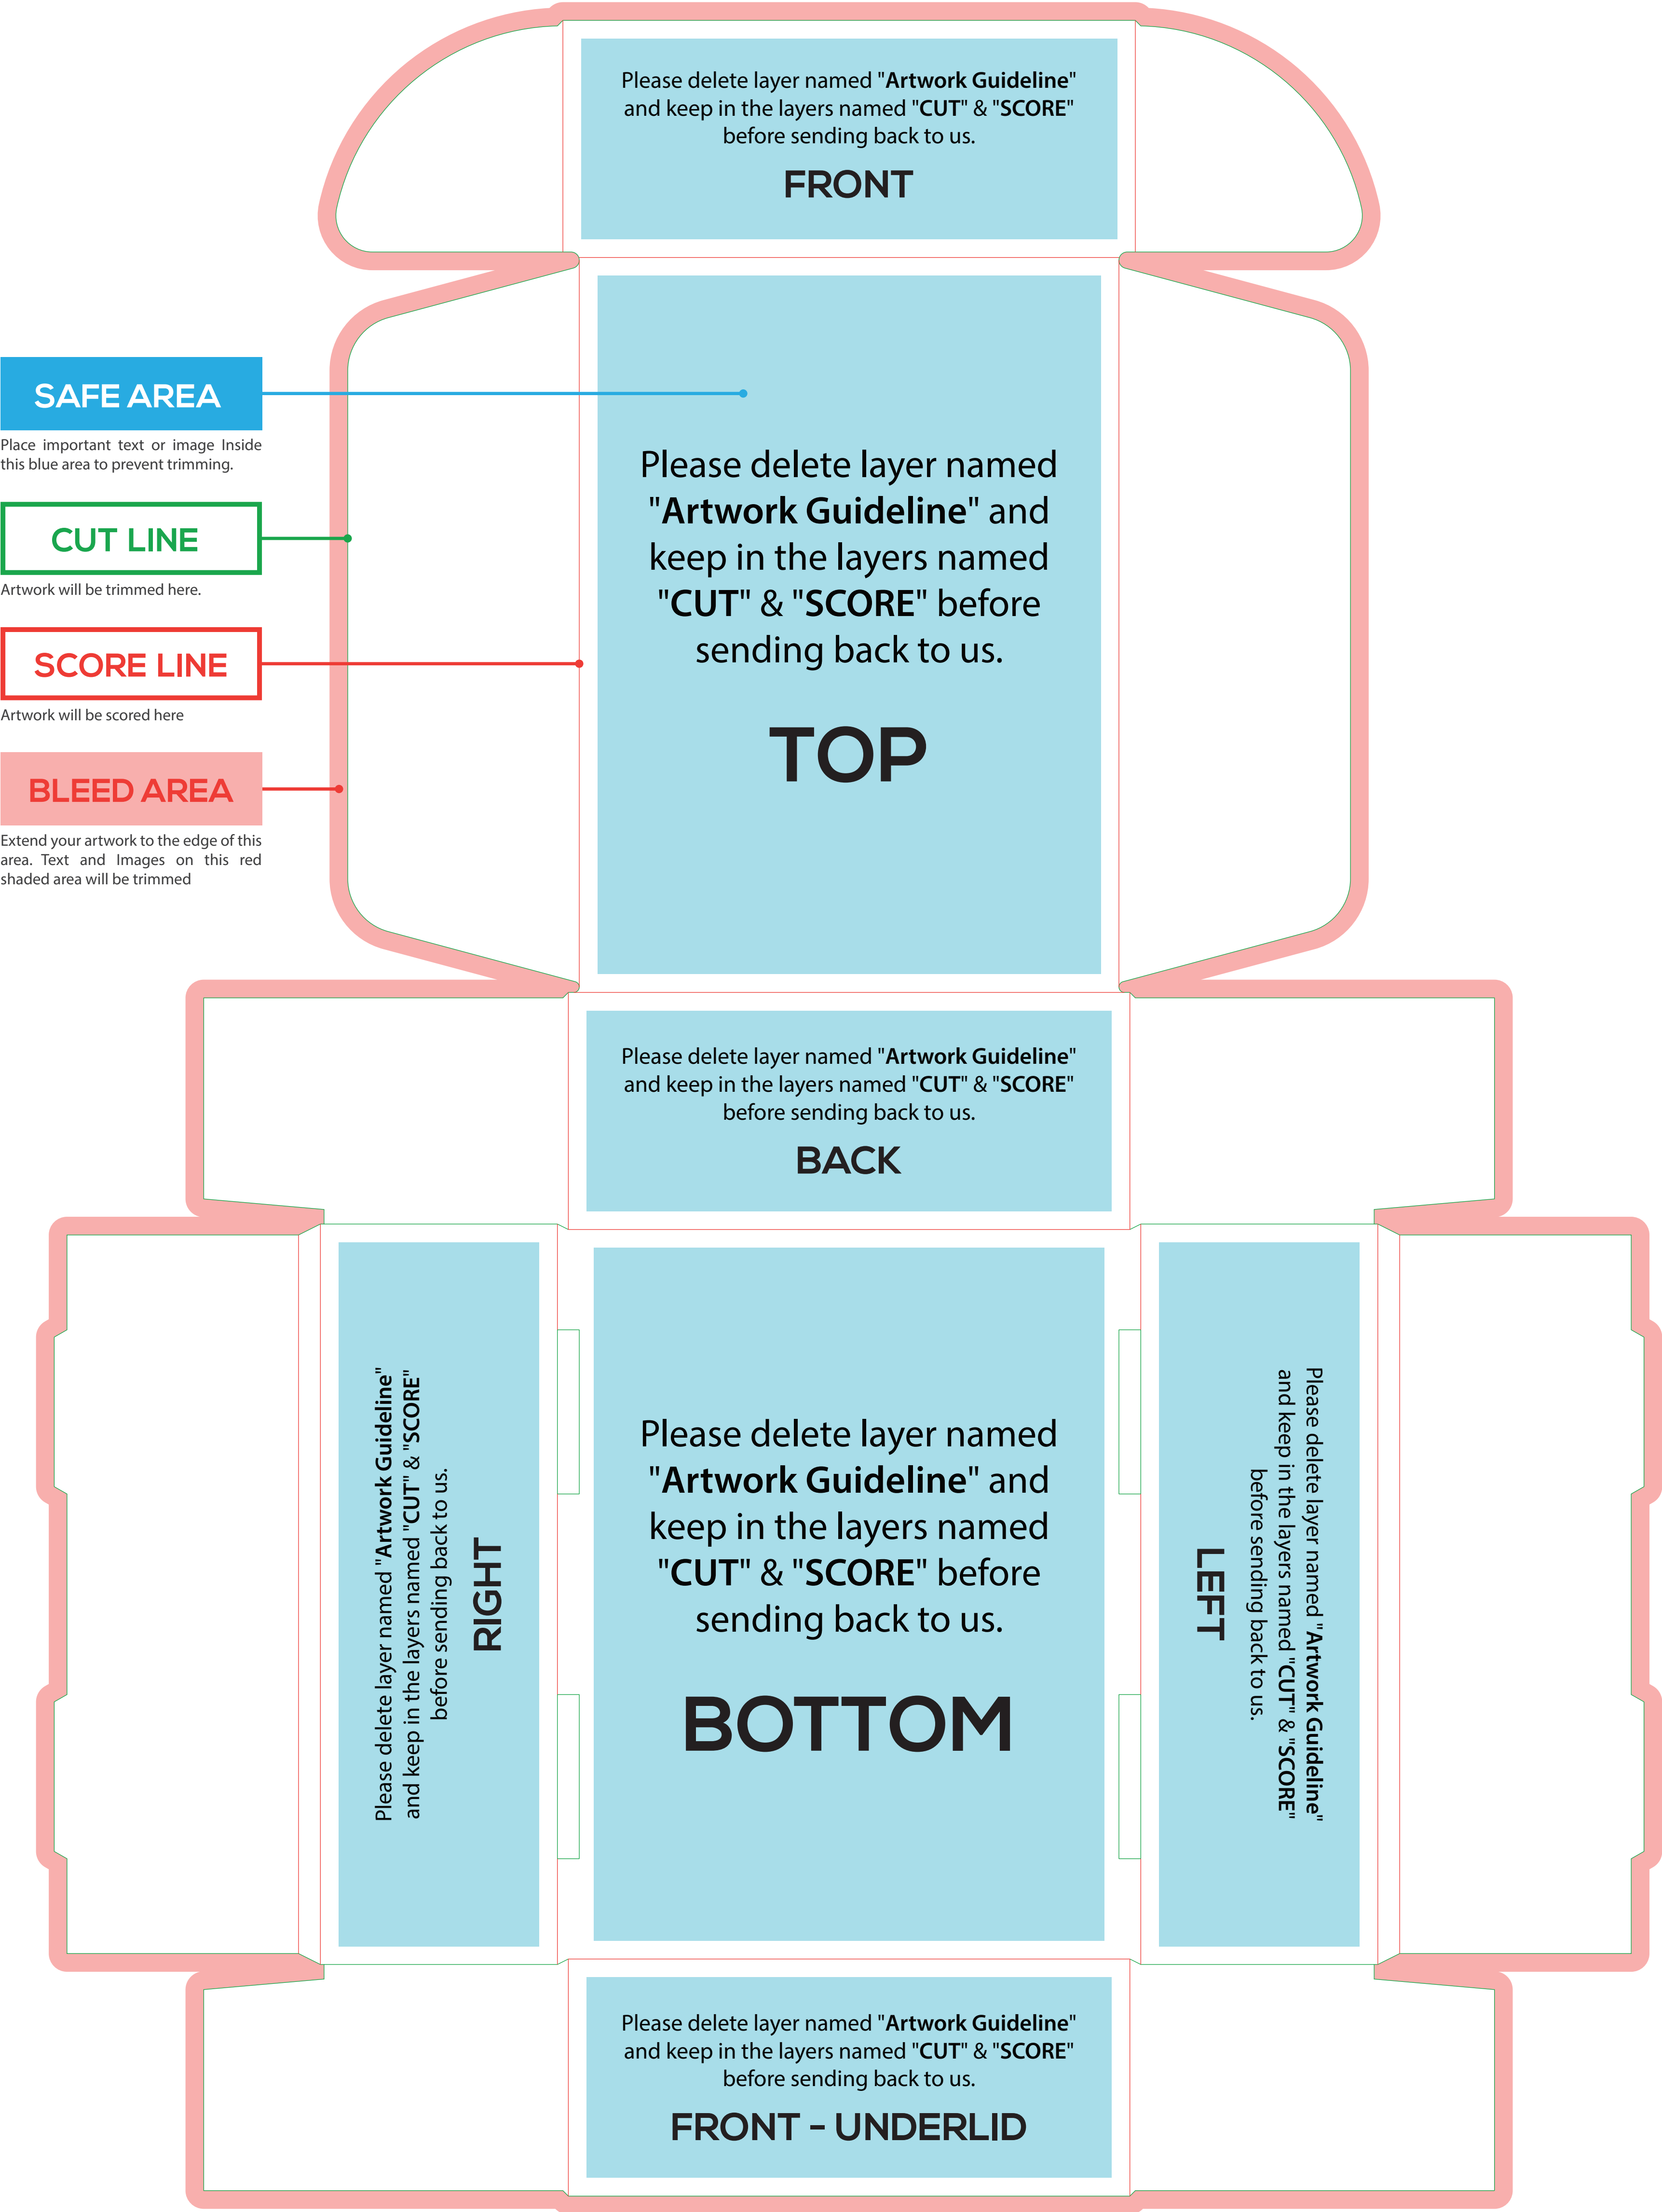 Please delete layer named "Artwork Guideline"
and keep in the layers named "CUT" & "SCORE"
before sending back to us.
FRONT
SAFE AREA
Place important text or image Inside
this blue area to prevent trimming.
CUT LINE
Artwork will be trimmed here.
SCORE LINE
Artwork will be scored here
BLEED AREA
Extend your artwork to the edge of this
area. Text and Images on this red
shaded area will be trimmed
Please delete layer named
"Artwork Guideline" and
keep in the layers named
"CUT" & "SCORE" before
sending back to us.
TOP
Please delete layer named "Artwork Guideline"
and keep in the layers named "CUT" & "SCORE"
before sending back to us.
BACK
Please delete layer named "Artwork Guideline"
and keep in the layers named "CUT" & "SCORE"
before sending back to us.
RIGHT
Please delete layer named
"Artwork Guideline" and
keep in the layers named
"CUT" & "SCORE" before
sending back to us.
BOTTOM
Please delete layer named "Artwork Guideline"
and keep in the layers named "CUT" & "SCORE"
before sending back to us.
LEFT
Please delete layer named "Artwork Guideline"
and keep in the layers named "CUT" & "SCORE"
before sending back to us.
FRONT - UNDERLID